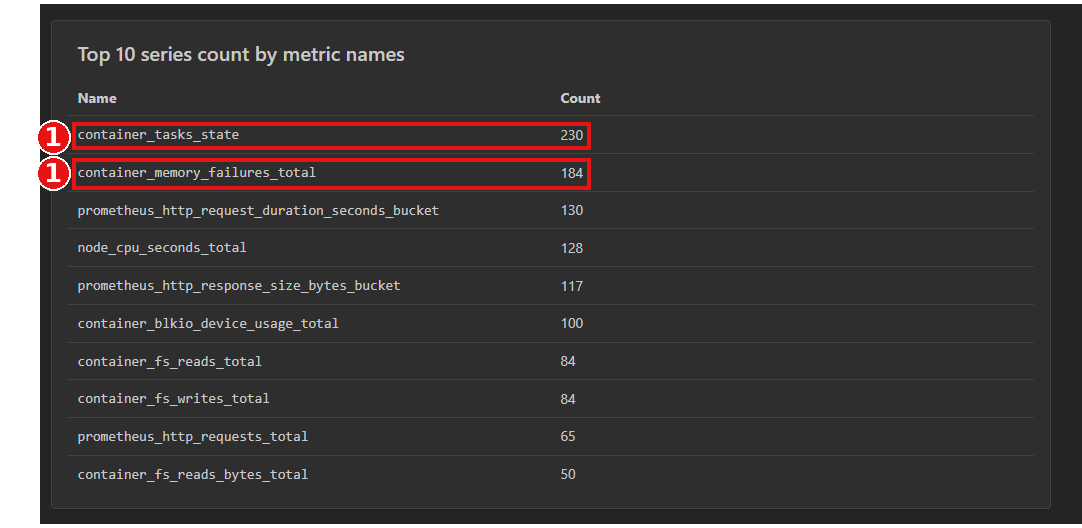 Top 10 series count by metric names
Name Count
1 container_tasks_state 230
1 container_memory_failures_total 184
prometheus_http_request_duration_seconds_bucket 130
node_cpu_seconds_total 128
prometheus_http_response_size_bytes_bucket 117
container_blkio_device_usage_total 100
container_fs_reads_total 84
container_fs_writes_total 84
prometheus_http_requests_total 65
container_fs_reads_bytes_total 50